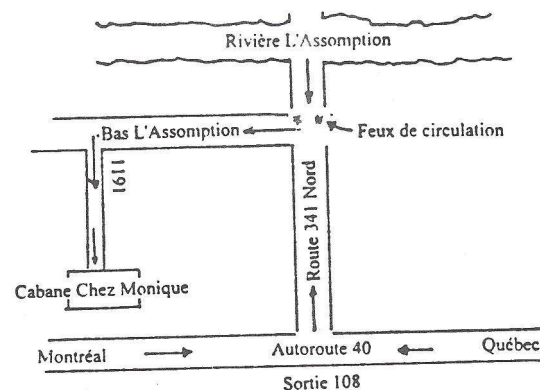 Rivière L'Assomption
Bas L'Assomption
Feux de circulation
1191
Route 341 Nord
Cabane Chez Monique
Montréal
Autoroute 40
Québec
Sortie 108